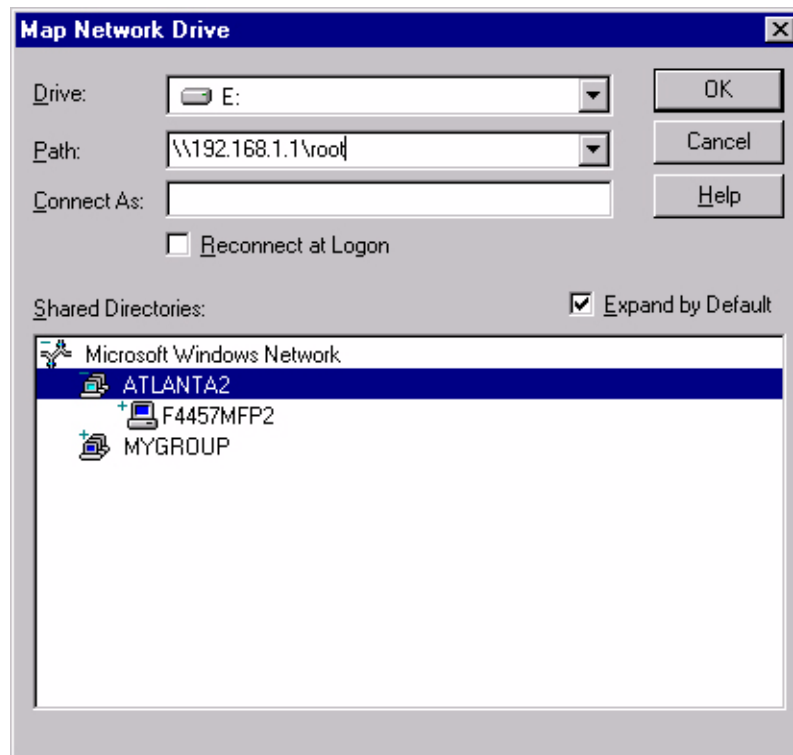 Map Network Drive
Drive: E: OK
Path: \\192.168.1.1\root Cancel
Connect As: Help
Reconnect at Logon
Shared Directories: Expand by Default
Microsoft Windows Network
ATLANTA2
F4457MFP2
MYGROUP